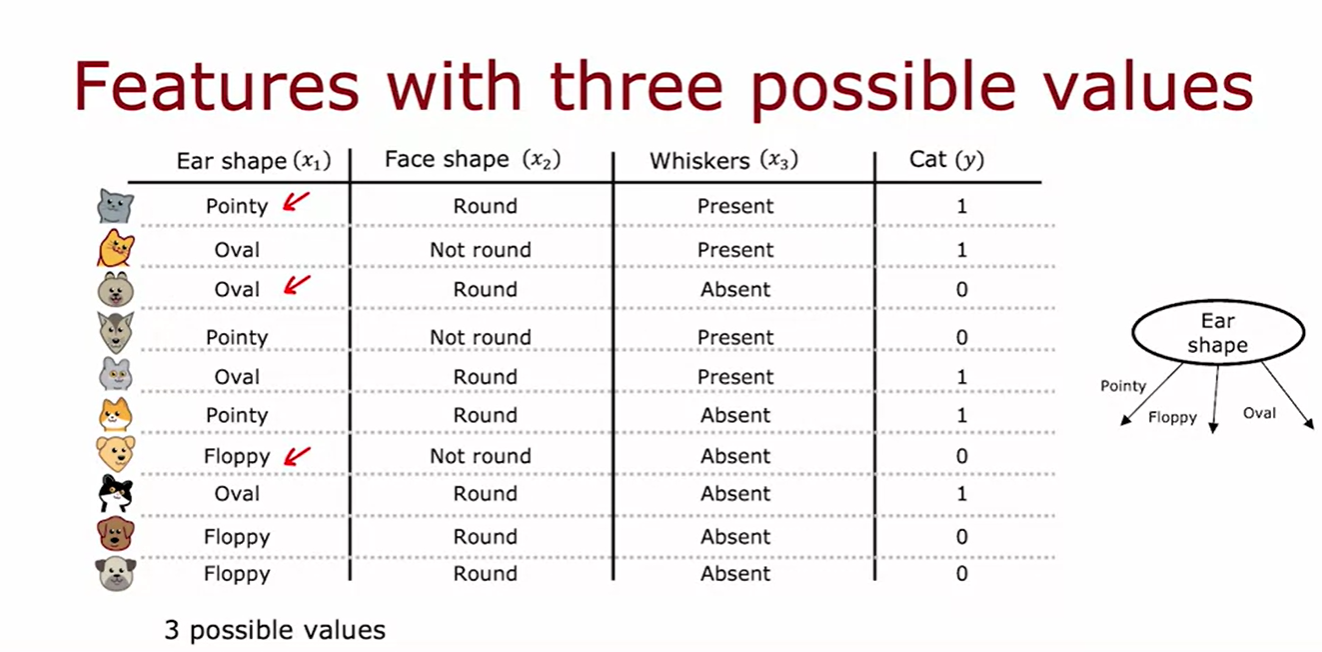 Features with three possible values
Ear shape (x₁) Face shape (x₂) Whiskers (x₃) Cat (y)
Pointy Round Present 1
Oval Not round Present 1
Oval Round Absent 0
Pointy Not round Present 0
Oval Round Present 1
Pointy Round Absent 1
Floppy Not round Absent 0
Oval Round Absent 1
Floppy Round Absent 0
Floppy Round Absent 0
3 possible values
Ear
shape
Pointy
Floppy
Oval